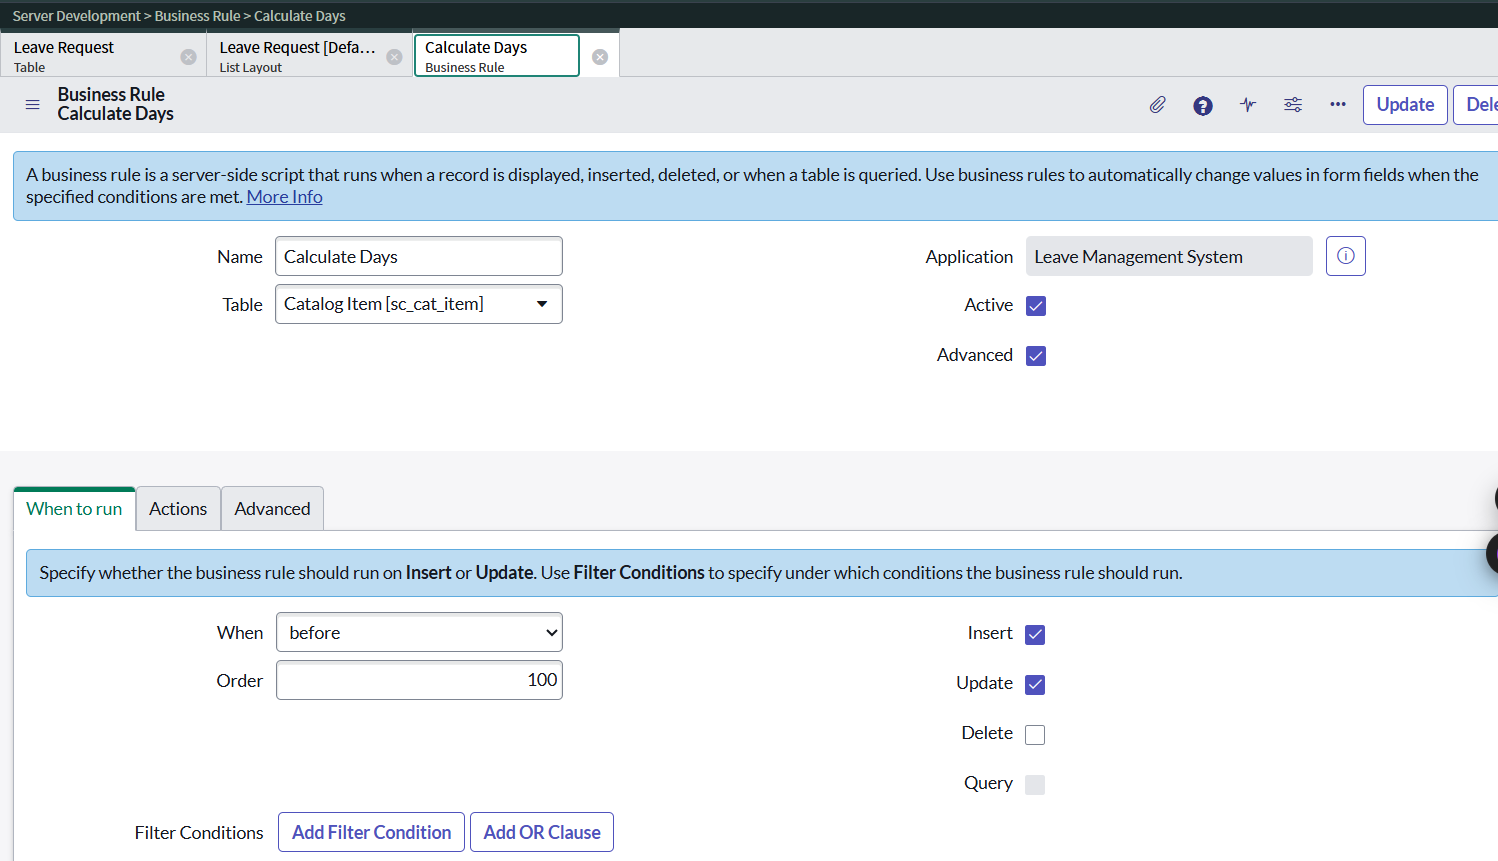 Server Development > Business Rule > Calculate Days
Leave Request
Table
Leave Request [Defa...
List Layout
Calculate Days
Business Rule
Business Rule
Calculate Days
Update
Dele
A business rule is a server-side script that runs when a record is displayed, inserted, deleted, or when a table is queried. Use business rules to automatically change values in form fields when the
specified conditions are met. More Info
Name
Calculate Days
Application
Leave Management System
Table
Catalog Item [sc_cat_item]
Active
Advanced
When to run
Actions
Advanced
Specify whether the business rule should run on Insert or Update. Use Filter Conditions to specify under which conditions the business rule should run.
When
before
Insert
Order
100
Update
Delete
Query
Filter Conditions
Add Filter Condition
Add OR Clause